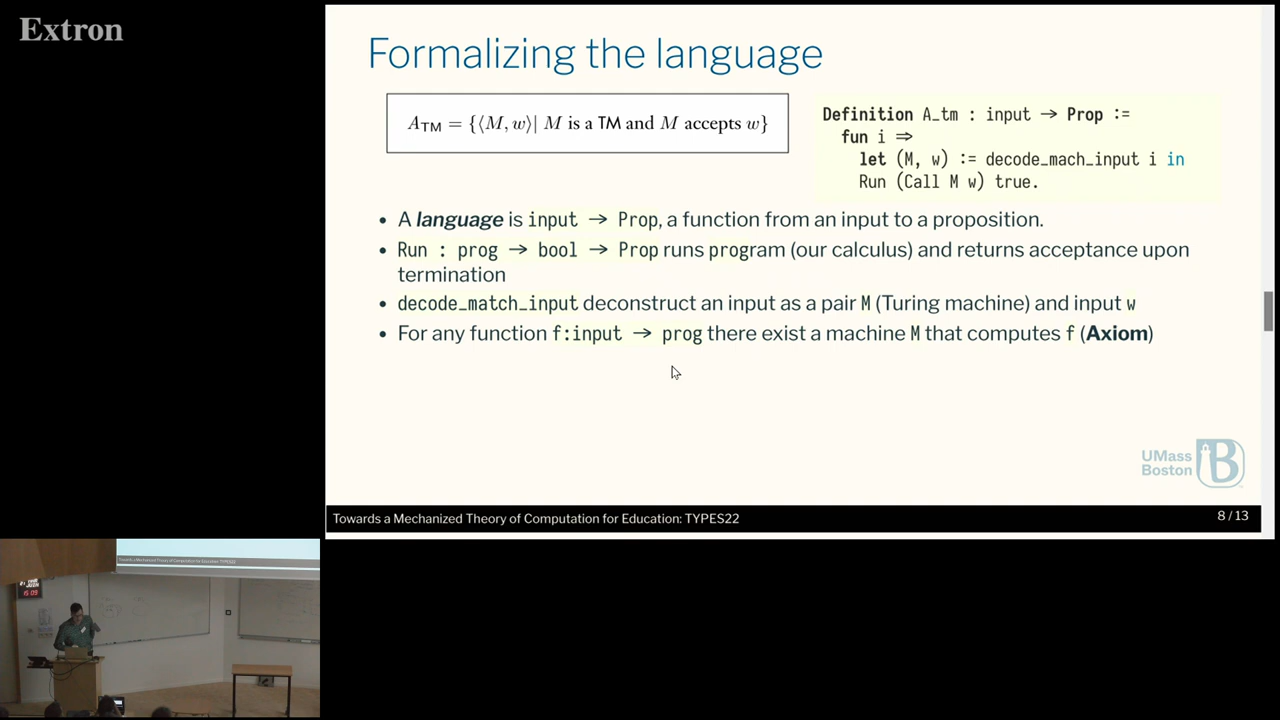 Extron
Formalizing the language
A_TM = {⟨M, w⟩| M is a TM and M accepts w}
Definition A_tm : input → Prop :=
fun i ⇒
let (M, w) := decode_mach_input i in
Run (Call M w) true.
• A language is input → Prop, a function from an input to a proposition.
• Run : prog → bool → Prop runs program (our calculus) and returns acceptance upon
termination
• decode_match_input deconstruct an input as a pair M (Turing machine) and input w
• For any function f:input → prog there exist a machine M that computes f (Axiom)
UMass
Boston
B
Towards a Mechanized Theory of Computation for Education: TYPES22
8 / 13
15:09